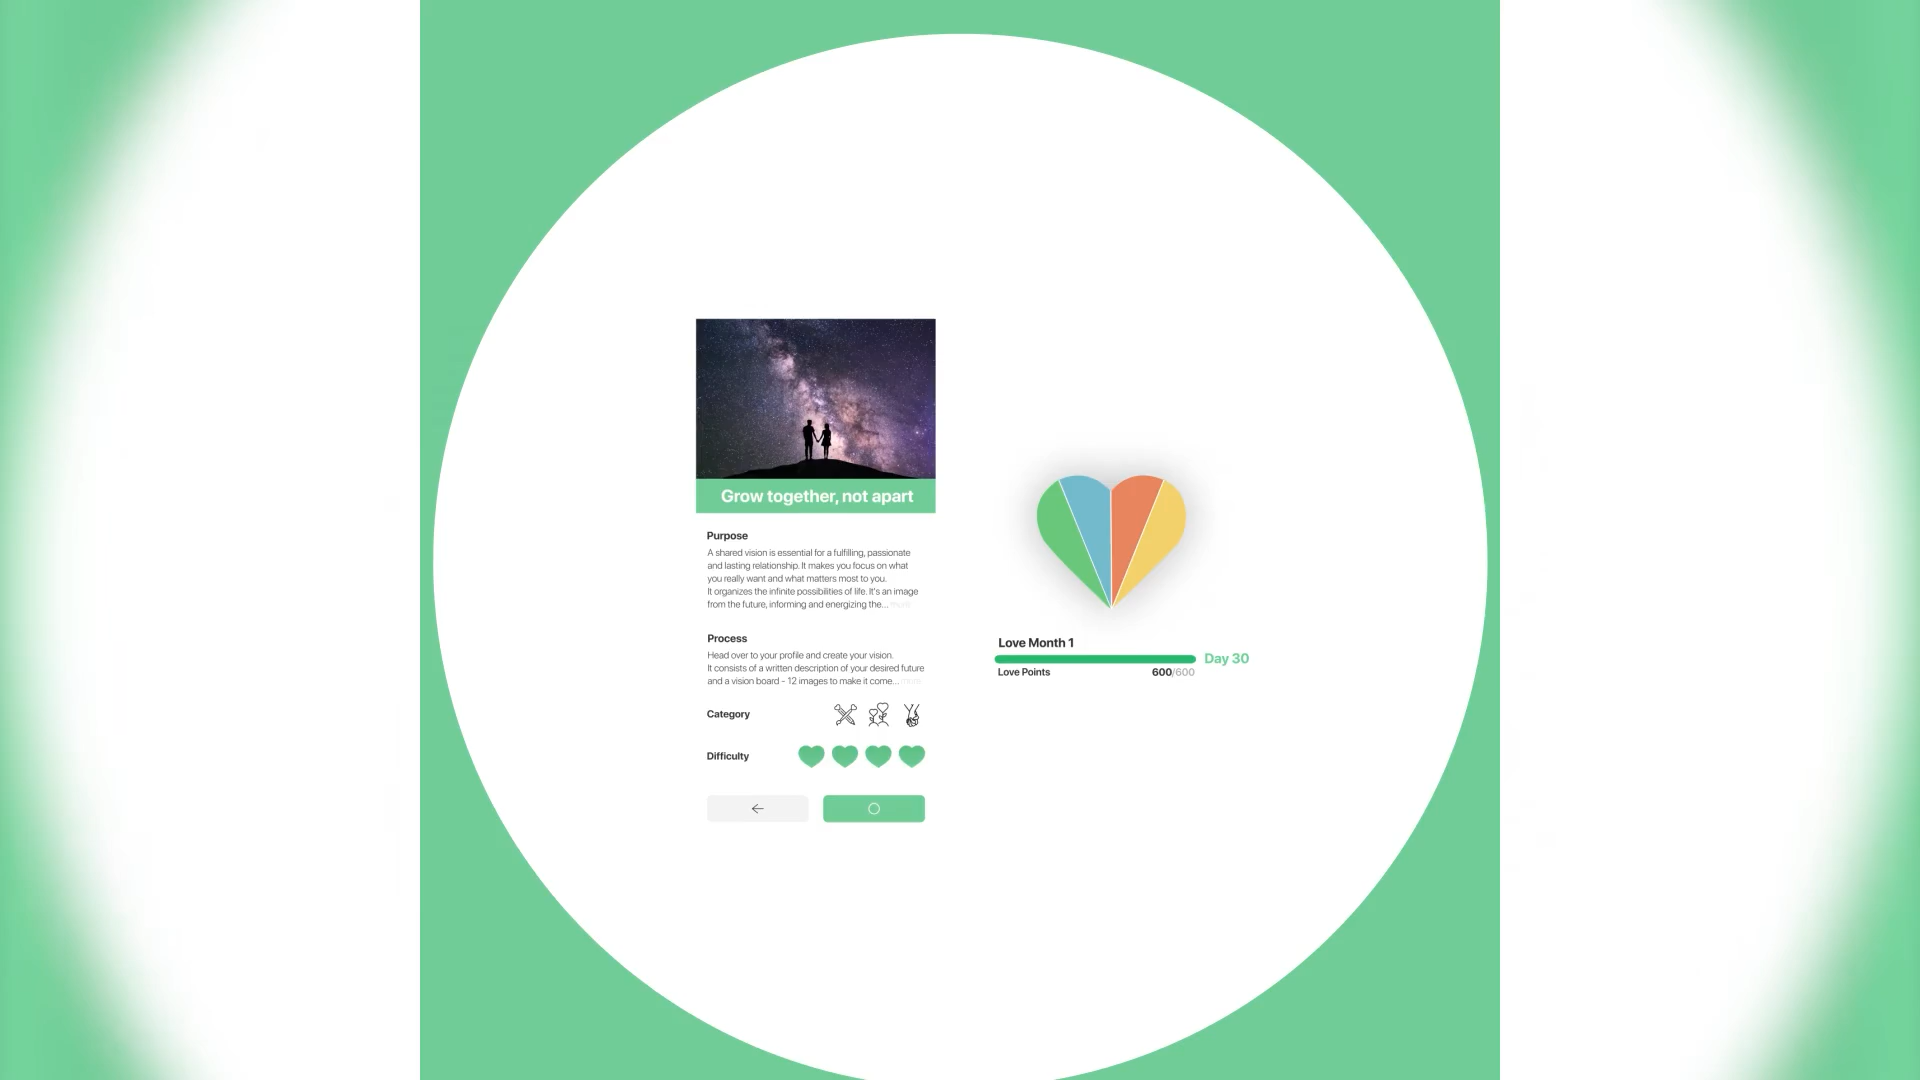 Grow together, not apart
Purpose
A shared vision is essential for a fulfilling, passionate
and lasting relationship. It makes you focus on what
you really want and what matters most to you.
It organizes the infinite possibilities of life. It's an image
from the future, informing and energizing the... more
Process
Head over to your profile and create your vision.
It consists of a written description of your desired future
and a vision board - 12 images to make it come... more
Category
Difficulty
Love Month 1
Day 30
Love Points 600/600